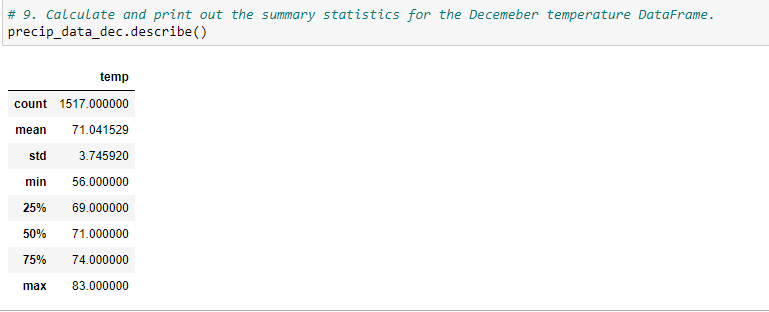 # 9. Calculate and print out the summary statistics for the Decemeber temperature DataFrame.
precip_data_dec.describe()
temp
count 1517.000000
mean 71.041529
std 3.745920
min 56.000000
25% 69.000000
50% 71.000000
75% 74.000000
max 83.000000